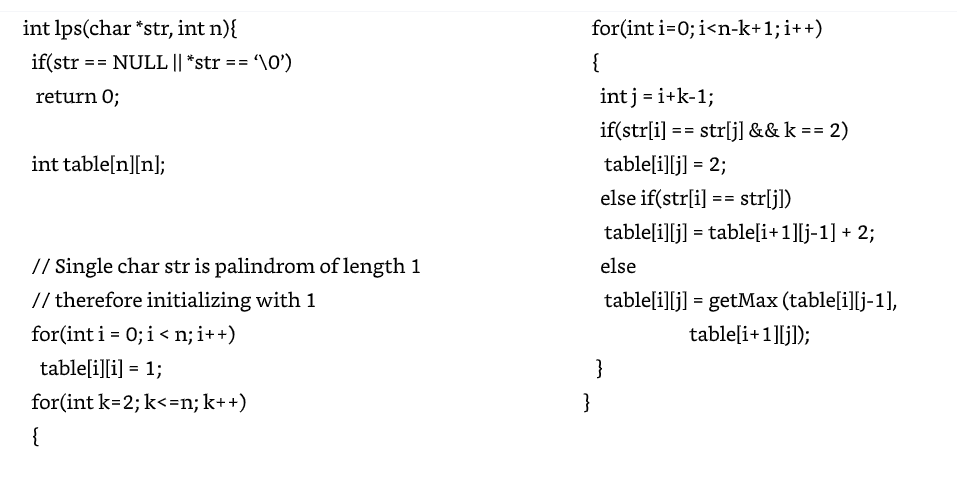 int lps(char *str, int n){
if(str == NULL || *str == ‘\0’)
return 0;
int table[n][n];
// Single char str is palindrom of length 1
// therefore initializing with 1
for(int i = 0; i < n; i++)
table[i][i] = 1;
for(int k=2; k<=n; k++)
{
for(int i=0; i<n-k+1; i++)
{
int j = i+k-1;
if(str[i] == str[j] && k == 2)
table[i][j] = 2;
else if(str[i] == str[j])
table[i][j] = table[i+1][j-1] + 2;
else
table[i][j] = getMax (table[i][j-1],
table[i+1][j]);
}
}